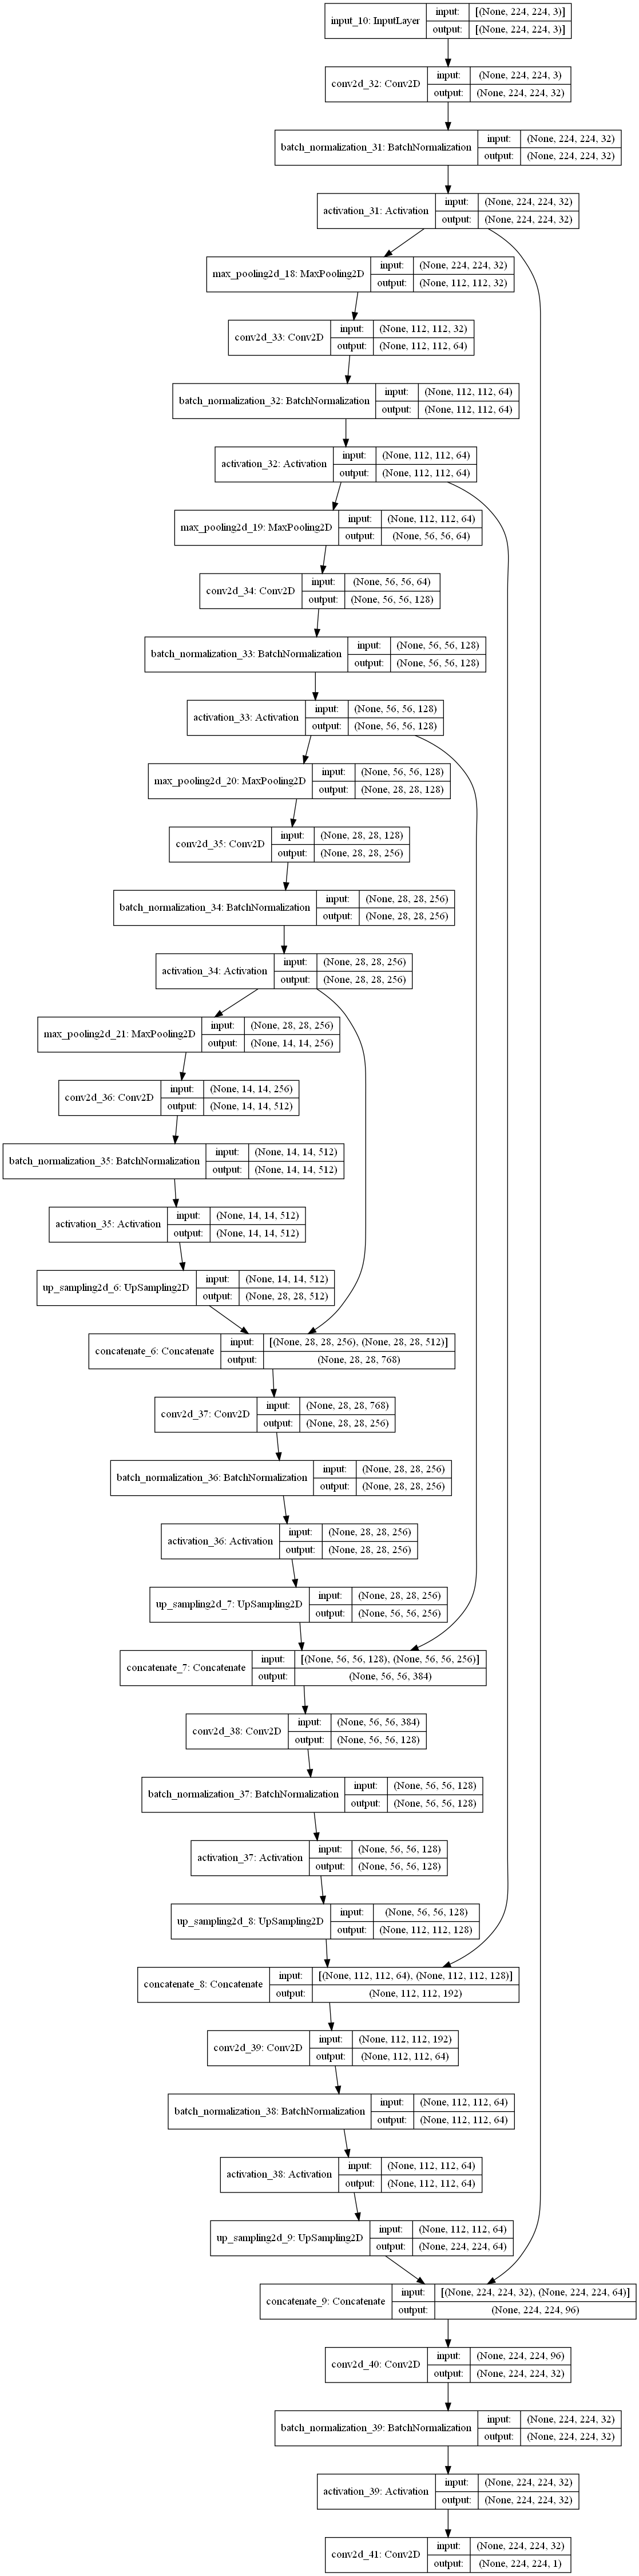 input_10: InputLayer input: [(None, 224, 224, 3)]
output: [(None, 224, 224, 3)]
conv2d_32: Conv2D input: (None, 224, 224, 3)
output: (None, 224, 224, 32)
batch_normalization_31: BatchNormalization input: (None, 224, 224, 32)
output: (None, 224, 224, 32)
activation_31: Activation input: (None, 224, 224, 32)
output: (None, 224, 224, 32)
max_pooling2d_18: MaxPooling2D input: (None, 224, 224, 32)
output: (None, 112, 112, 32)
conv2d_33: Conv2D input: (None, 112, 112, 32)
output: (None, 112, 112, 64)
batch_normalization_32: BatchNormalization input: (None, 112, 112, 64)
output: (None, 112, 112, 64)
activation_32: Activation input: (None, 112, 112, 64)
output: (None, 112, 112, 64)
max_pooling2d_19: MaxPooling2D input: (None, 112, 112, 64)
output: (None, 56, 56, 64)
conv2d_34: Conv2D input: (None, 56, 56, 64)
output: (None, 56, 56, 128)
batch_normalization_33: BatchNormalization input: (None, 56, 56, 128)
output: (None, 56, 56, 128)
activation_33: Activation input: (None, 56, 56, 128)
output: (None, 56, 56, 128)
max_pooling2d_20: MaxPooling2D input: (None, 56, 56, 128)
output: (None, 28, 28, 128)
conv2d_35: Conv2D input: (None, 28, 28, 128)
output: (None, 28, 28, 256)
batch_normalization_34: BatchNormalization input: (None, 28, 28, 256)
output: (None, 28, 28, 256)
activation_34: Activation input: (None, 28, 28, 256)
output: (None, 28, 28, 256)
max_pooling2d_21: MaxPooling2D input: (None, 28, 28, 256)
output: (None, 14, 14, 256)
conv2d_36: Conv2D input: (None, 14, 14, 256)
output: (None, 14, 14, 512)
batch_normalization_35: BatchNormalization input: (None, 14, 14, 512)
output: (None, 14, 14, 512)
activation_35: Activation input: (None, 14, 14, 512)
output: (None, 14, 14, 512)
up_sampling2d_6: UpSampling2D input: (None, 14, 14, 512)
output: (None, 28, 28, 512)
concatenate_6: Concatenate input: [(None, 28, 28, 256), (None, 28, 28, 512)]
output: (None, 28, 28, 768)
conv2d_37: Conv2D input: (None, 28, 28, 768)
output: (None, 28, 28, 256)
batch_normalization_36: BatchNormalization input: (None, 28, 28, 256)
output: (None, 28, 28, 256)
activation_36: Activation input: (None, 28, 28, 256)
output: (None, 28, 28, 256)
up_sampling2d_7: UpSampling2D input: (None, 28, 28, 256)
output: (None, 56, 56, 256)
concatenate_7: Concatenate input: [(None, 56, 56, 128), (None, 56, 56, 256)]
output: (None, 56, 56, 384)
conv2d_38: Conv2D input: (None, 56, 56, 384)
output: (None, 56, 56, 128)
batch_normalization_37: BatchNormalization input: (None, 56, 56, 128)
output: (None, 56, 56, 128)
activation_37: Activation input: (None, 56, 56, 128)
output: (None, 56, 56, 128)
up_sampling2d_8: UpSampling2D input: (None, 56, 56, 128)
output: (None, 112, 112, 128)
concatenate_8: Concatenate input: [(None, 112, 112, 64), (None, 112, 112, 128)]
output: (None, 112, 112, 192)
conv2d_39: Conv2D input: (None, 112, 112, 192)
output: (None, 112, 112, 64)
batch_normalization_38: BatchNormalization input: (None, 112, 112, 64)
output: (None, 112, 112, 64)
activation_38: Activation input: (None, 112, 112, 64)
output: (None, 112, 112, 64)
up_sampling2d_9: UpSampling2D input: (None, 112, 112, 64)
output: (None, 224, 224, 64)
concatenate_9: Concatenate input: [(None, 224, 224, 32), (None, 224, 224, 64)]
output: (None, 224, 224, 96)
conv2d_40: Conv2D input: (None, 224, 224, 96)
output: (None, 224, 224, 32)
batch_normalization_39: BatchNormalization input: (None, 224, 224, 32)
output: (None, 224, 224, 32)
activation_39: Activation input: (None, 224, 224, 32)
output: (None, 224, 224, 32)
conv2d_41: Conv2D input: (None, 224, 224, 32)
output: (None, 224, 224, 1)